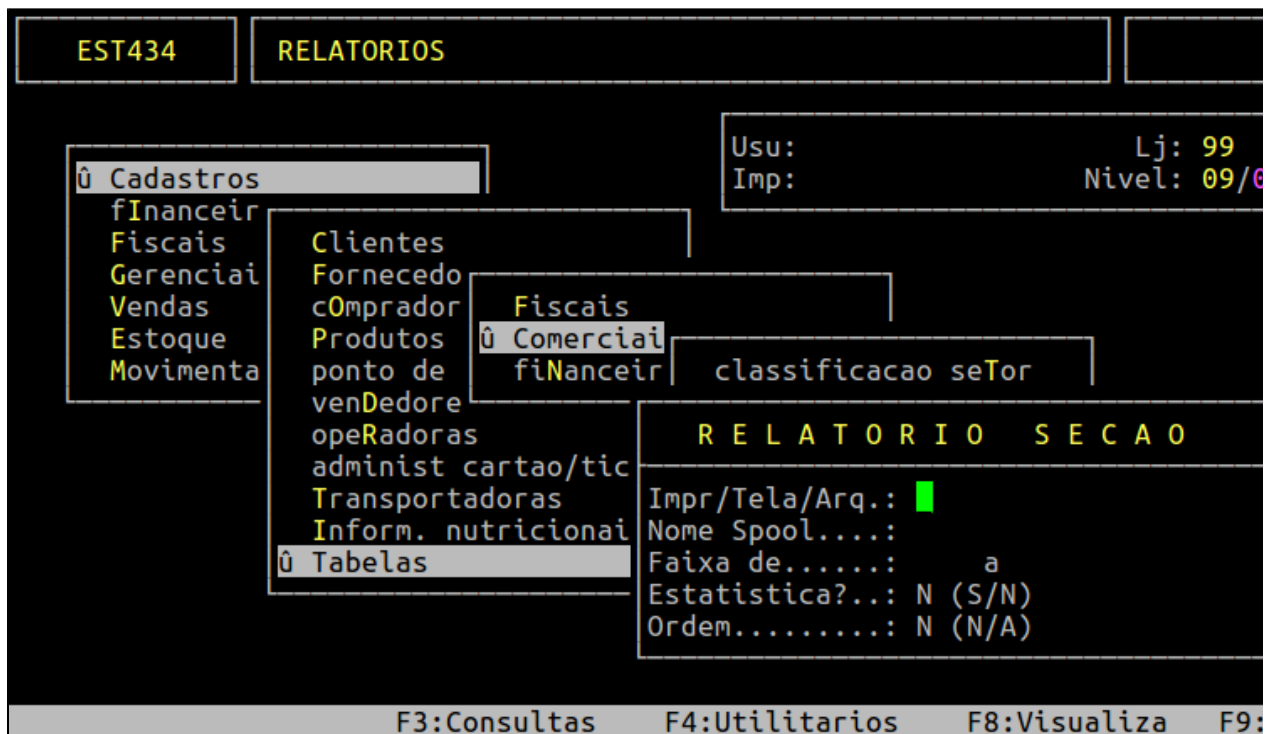 EST434 RELATORIOS
Usu: Lj: 99
û Cadastros Imp: Nivel: 09/0
fInanceir
Fiscais Clientes
Gerenciai Fornecedo
Vendas cOmprador Fiscais
Estoque Produtos û Comerciai
Movimenta ponto de fiNanceir classificacao seTor
venDedore
opeRadoras R E L A T O R I O S E C A O
administ cartao/tic
Transportadoras Impr/Tela/Arq.:
Inform. nutricionai Nome Spool....:
û Tabelas Faixa de......: a
Estatistica?..: N (S/N)
Ordem.........: N (N/A)
F3:Consultas F4:Utilitarios F8:Visualiza F9: